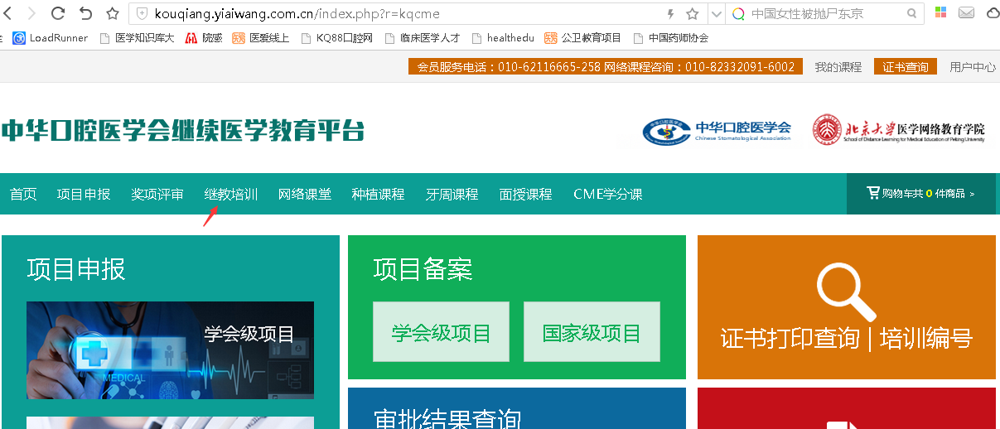 kouqiang.yiaiwang.com.cn/index.php?r=kqcme 中国女性被抛尸东京
LoadRunner 医学知识库大 院感 医爱线上 KQ88口腔网 临床医学人才 healthedu 公卫教育项目 中国药师协会
会员服务电话：010-62116665-258 网络课程咨询：010-82332091-6002 我的课程 证书查询 用户中心
中华口腔医学会继续医学教育平台
中华口腔医学会
Chinese Stomatological Association
北京大学医学网络教育学院
School of Distance Learning for Medical Education of Peking University
首页 项目申报 奖项评审 继教培训 网络课堂 种植课程 牙周课程 面授课程 CME学分课 购物车共 0 件商品 >
项目申报
学会级项目
MEDICAL
项目备案
学会级项目 国家级项目
证书打印查询 | 培训编号
审批结果查询